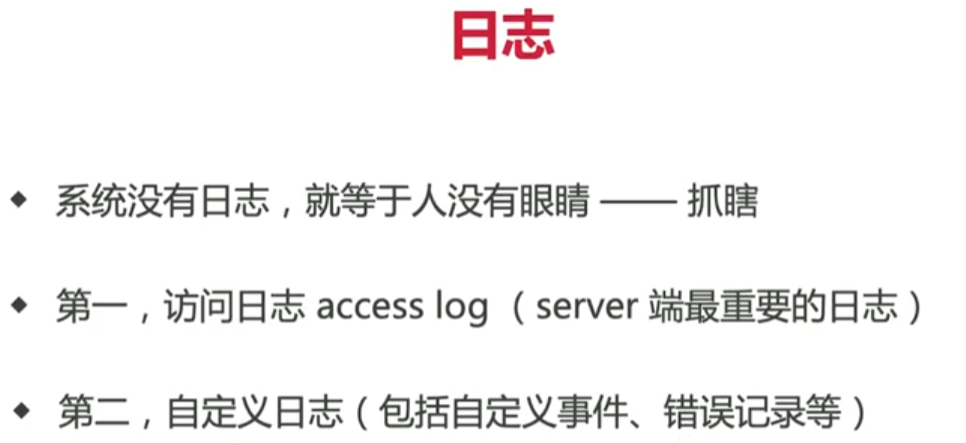 日志
◆ 系统没有日志，就等于人没有眼睛 —— 抓瞎
◆ 第一，访问日志 access log （ server 端最重要的日志 ）
◆ 第二，自定义日志（ 包括自定义事件、错误记录等 ）